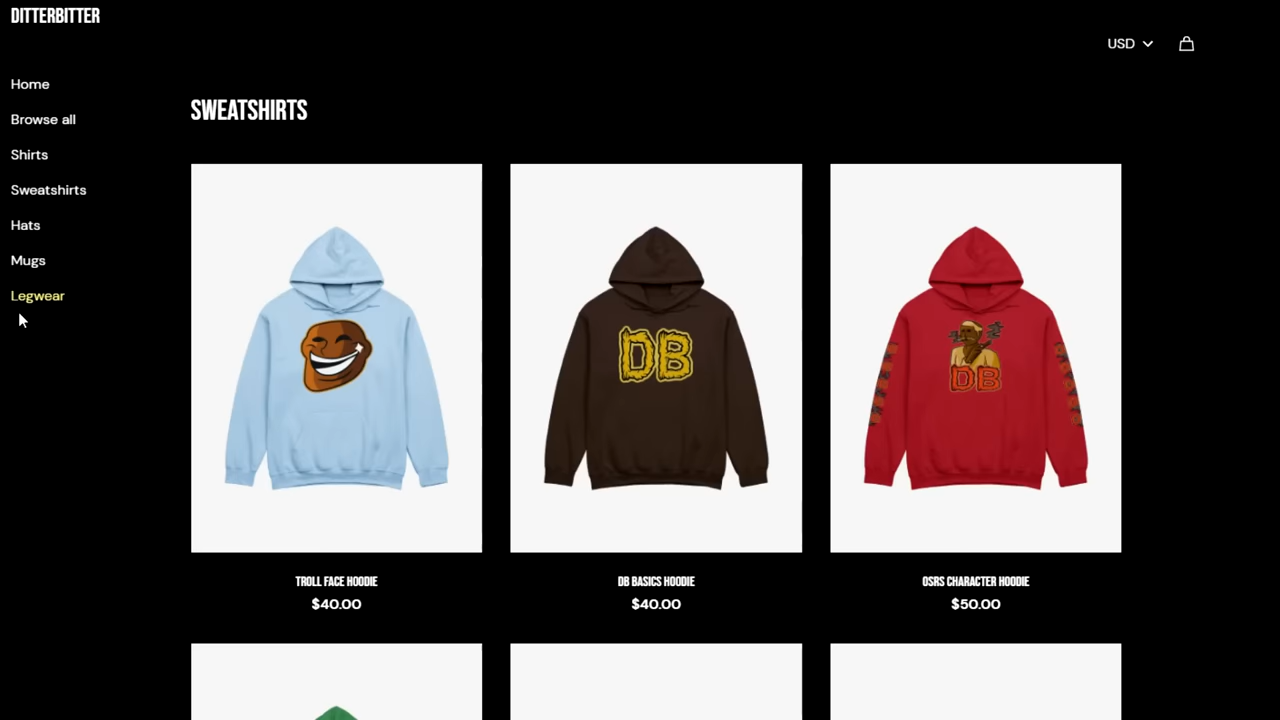 DITTERBITTER
USD
Home
Browse all
Shirts
Sweatshirts
Hats
Mugs
Legwear
SWEATSHIRTS
DB
DB
TROLL FACE HOODIE
$40.00
DB BASICS HOODIE
$40.00
OSRS CHARACTER HOODIE
$50.00